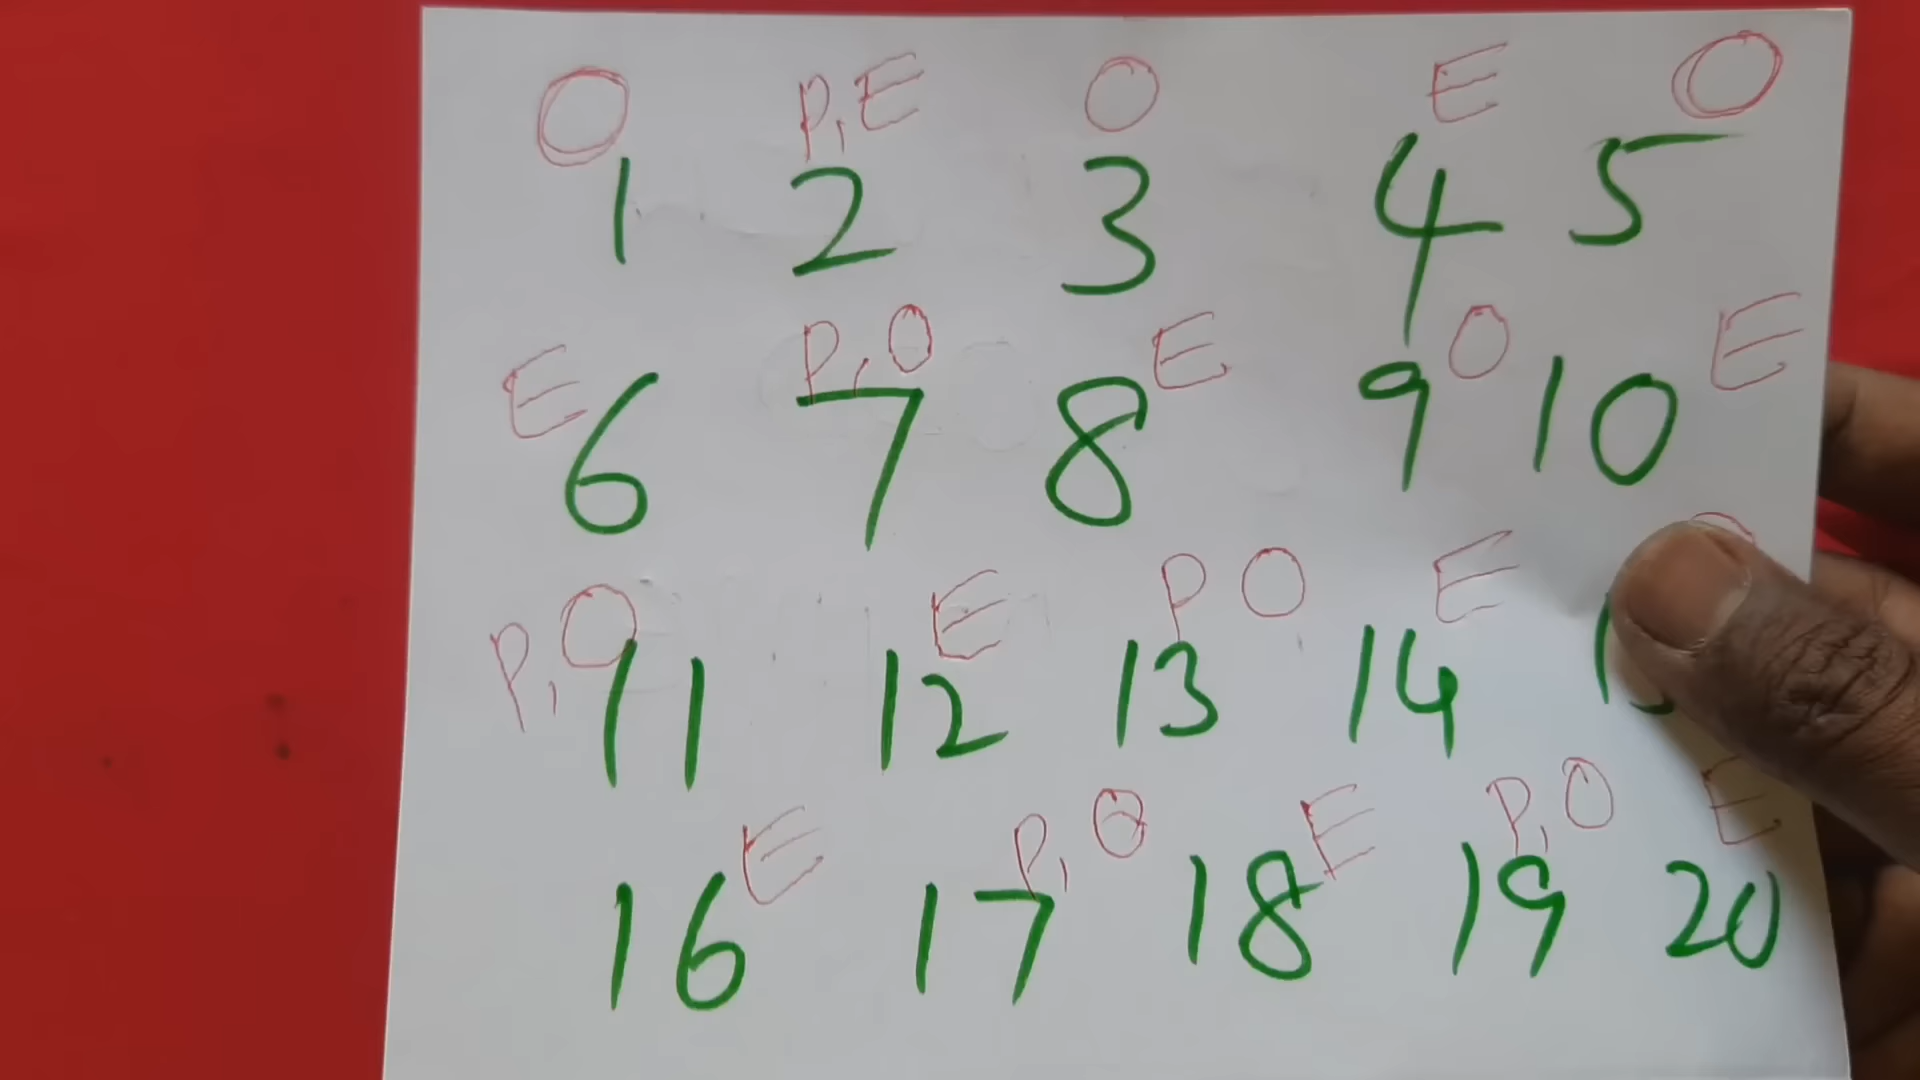 O P,E O E O
1 2 3 4 5
E P,O E O E
6 7 8 9 10
P,O E P O E
11 12 13 14
E P,O E P,O E
16 17 18 19 20